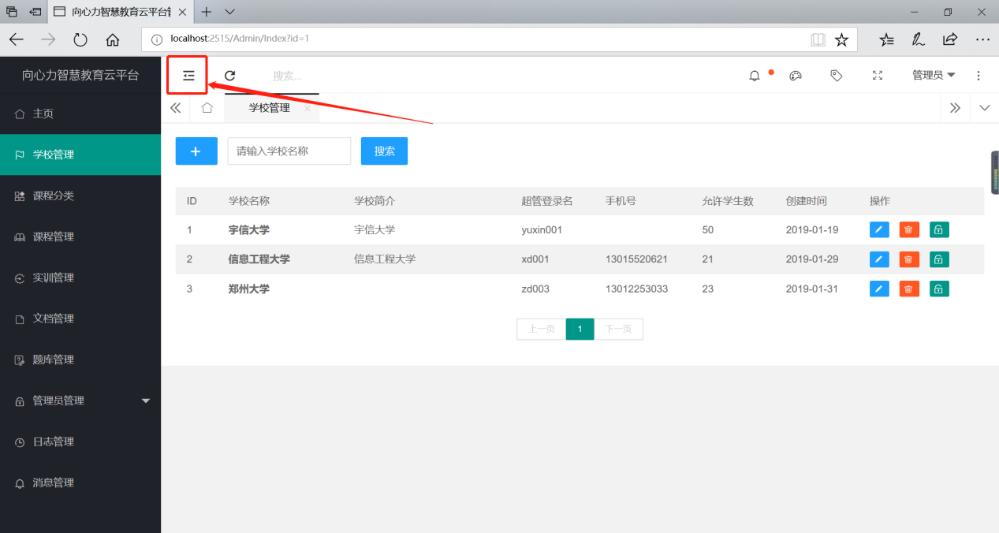 向心力智慧教育云平台管
localhost:2515/Admin/Index?id=1
向心力智慧教育云平台
搜索...
管理员
主页
学校管理
课程分类
课程管理
实训管理
文档管理
题库管理
管理员管理
日志管理
消息管理
学校管理
请输入学校名称
搜索
ID 学校名称 学校简介 超管登录名 手机号 允许学生数 创建时间 操作
1 宇信大学 宇信大学 yuxin001 50 2019-01-19
2 信息工程大学 信息工程大学 xd001 13015520621 21 2019-01-29
3 郑州大学 zd003 13012253033 23 2019-01-31
上一页 1 下一页